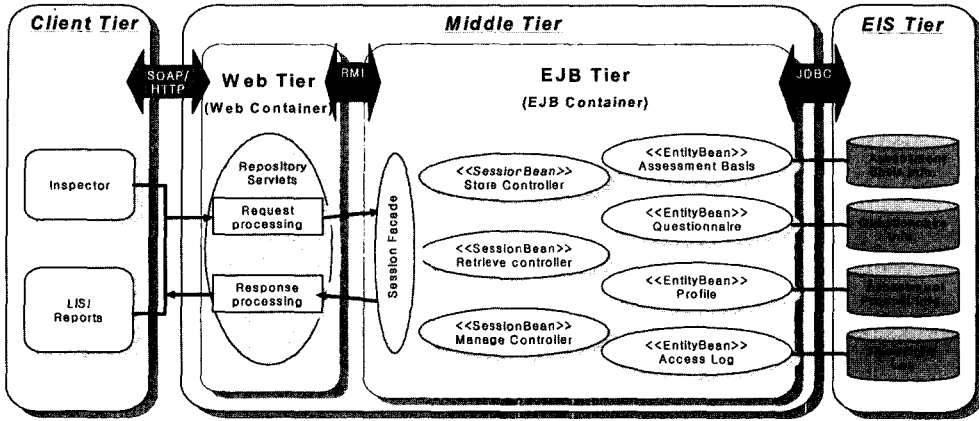 Client Tier
Middle Tier
EIS Tier
SOAP/
HTTP
RMI
JDBC
Web Tier
(Web Container)
EJB Tier
(EJB Container)
Inspector
LISI
Reports
Repository
Servlets
Request
processing
Response
processing
Session Facade
<<SessionBean>>
Store Controller
<<SessionBean>>
Retrieve controller
<<SessionBean>>
Manage Controller
<<EntityBean>>
Assessment Basis
<<EntityBean>>
Questionnaire
<<EntityBean>>
Profile
<<EntityBean>>
Access Log